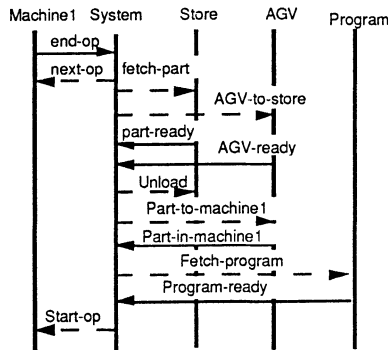 Machine1 System Store AGV Program
end-op
next-op
fetch-part
AGV-to-store
part-ready
AGV-ready
Unload
Part-to-machine1
Part-in-machine1
Fetch-program
Program-ready
Start-op